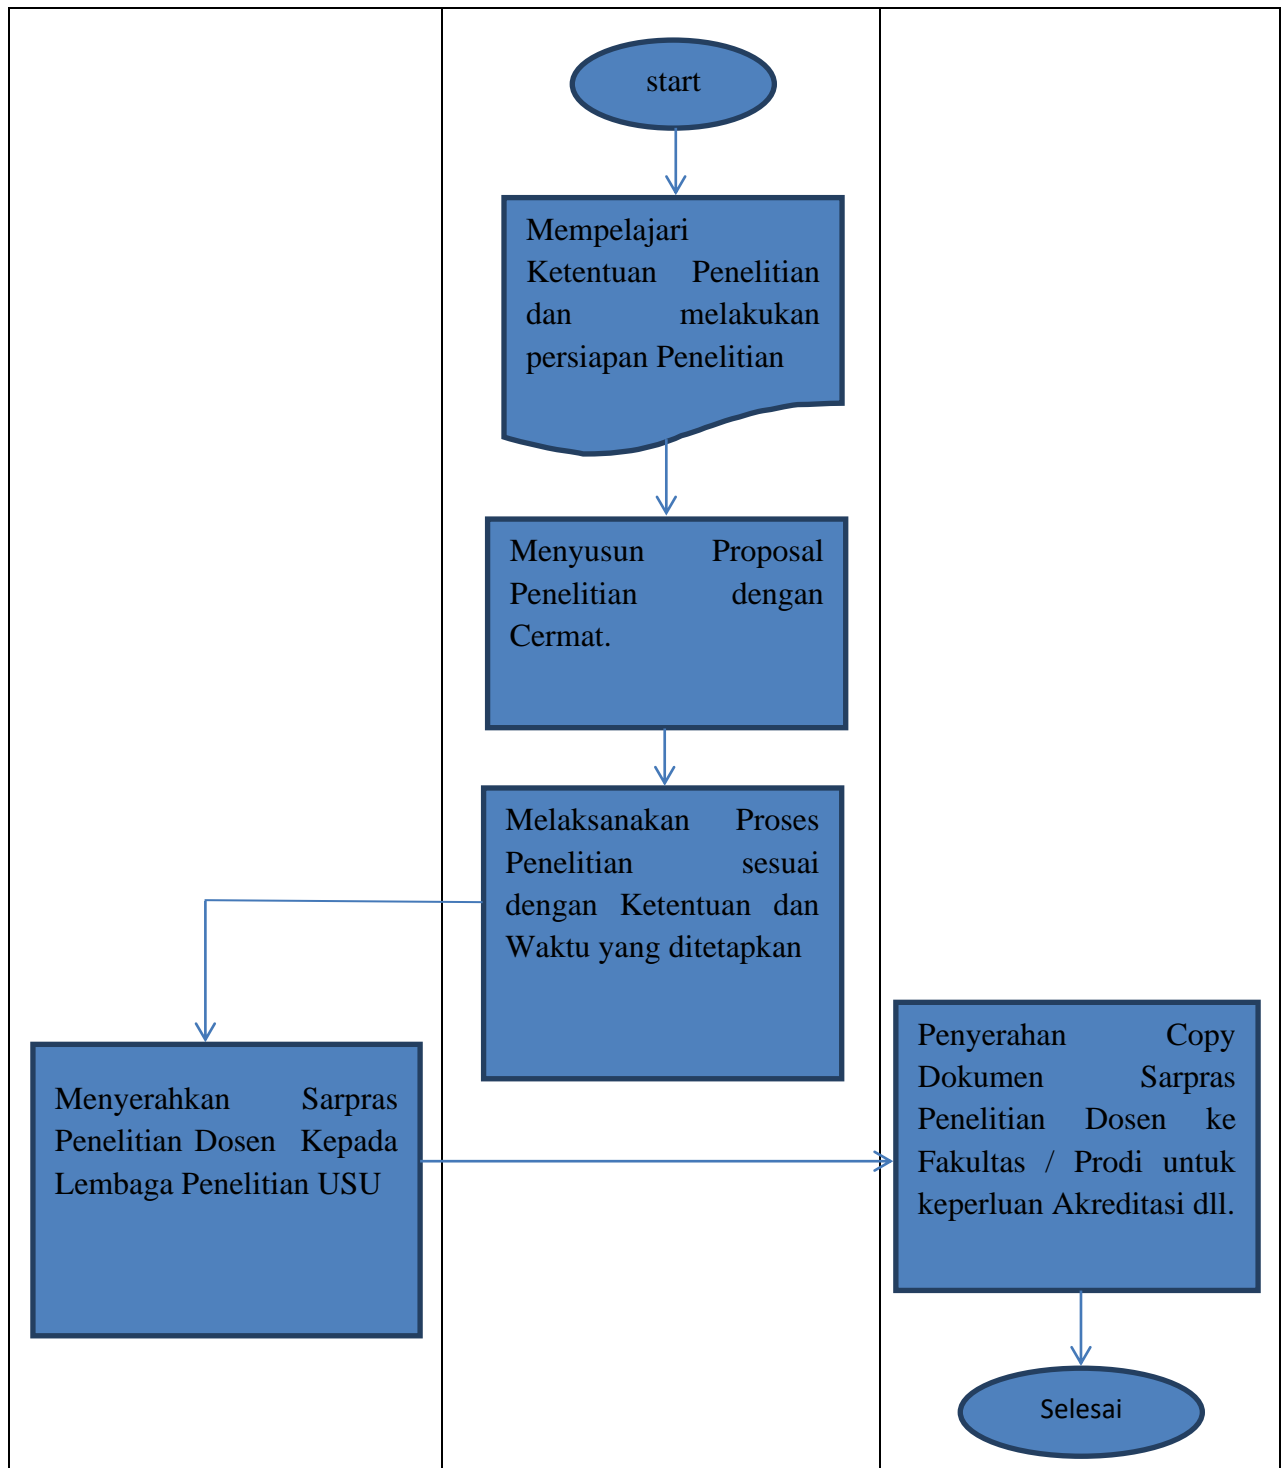 start
Mempelajari
Ketentuan Penelitian
dan melakukan
persiapan Penelitian
Menyusun Proposal
Penelitian dengan
Cermat.
Melaksanakan Proses
Penelitian sesuai
dengan Ketentuan dan
Waktu yang ditetapkan
Menyerahkan Sarpras
Penelitian Dosen Kepada
Lembaga Penelitian USU
Penyerahan Copy
Dokumen Sarpras
Penelitian Dosen ke
Fakultas / Prodi untuk
keperluan Akreditasi dll.
Selesai